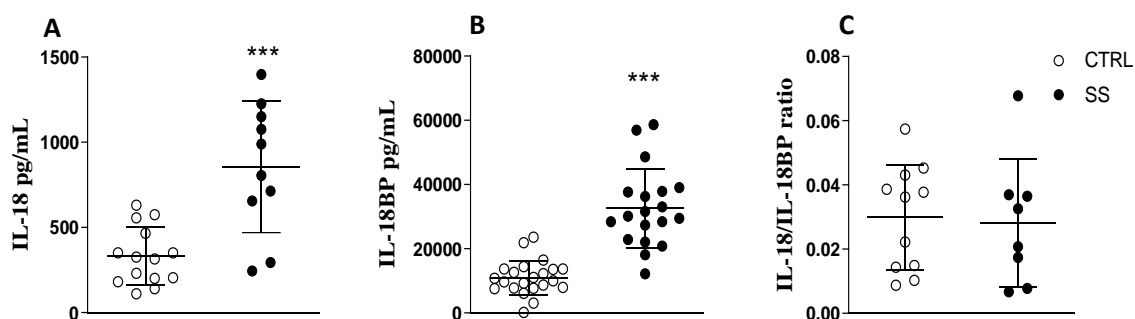 A
***
1500
1000
500
0
IL-18 pg/mL
B
***
80000
60000
40000
20000
0
IL-18BP pg/mL
C
0.08
0.06
0.04
0.02
0.00
IL-18/IL-18BP ratio
CTRL
SS